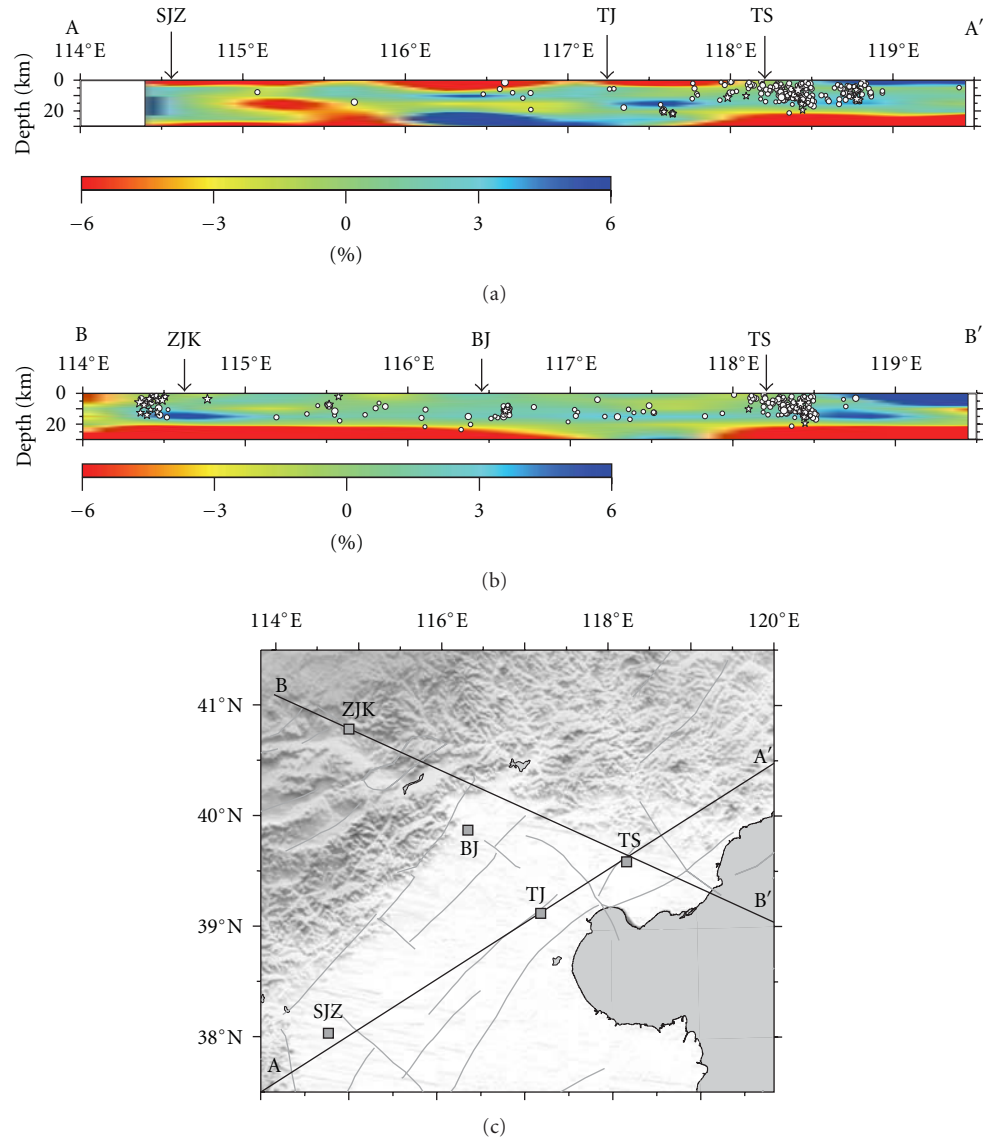 SJZ TJ TS
A A′
114°E 115°E 116°E 117°E 118°E 119°E
Depth (km)
0
20
−6 −3 0 3 6
(%)
(a)
B ZJK BJ TS B′
114°E 115°E 116°E 117°E 118°E 119°E
Depth (km)
0
20
−6 −3 0 3 6
(%)
(b)
114°E 116°E 118°E 120°E
41°N
40°N
39°N
38°N
B
ZJK
A′
TS
BJ
TJ
B′
SJZ
A
(c)